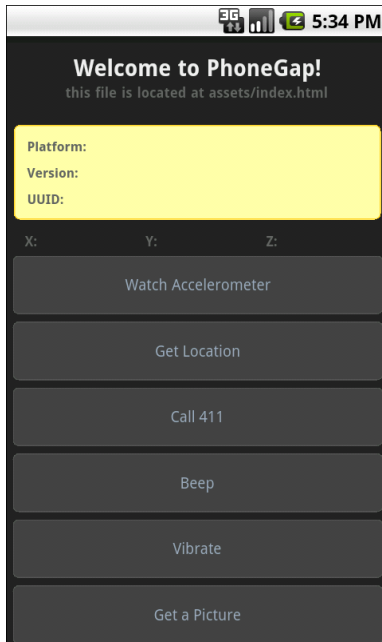 3G 5:34 PM
Welcome to PhoneGap!
this file is located at assets/index.html
Platform:
Version:
UUID:
X: Y: Z:
Watch Accelerometer
Get Location
Call 411
Beep
Vibrate
Get a Picture